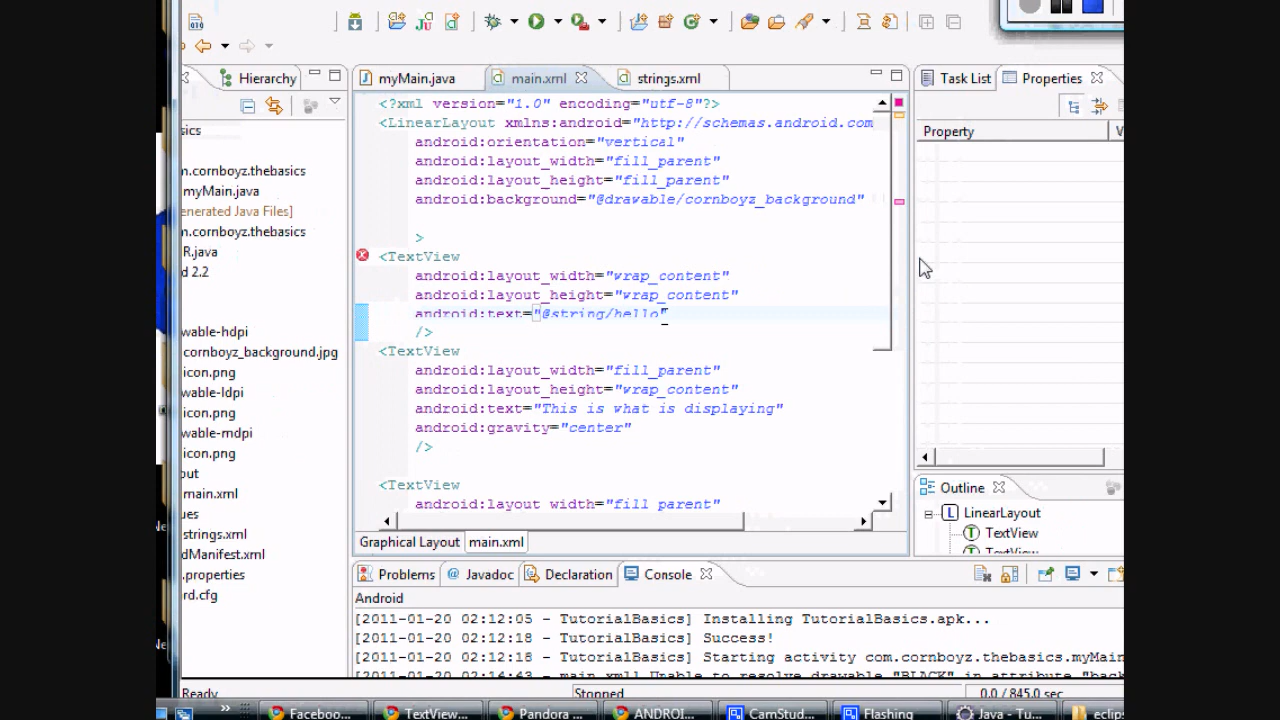 Hierarchy
myMain.java
main.xml
strings.xml
Task List
Properties
Property
V
sics
m.cornboyz.thebasics
myMain.java
enerated Java Files]
m.cornboyz.thebasics
R.java
d 2.2
wable-hdpi
cornboyz_background.jpg
icon.png
wable-ldpi
icon.png
wable-mdpi
icon.png
out
main.xml
ues
strings.xml
dManifest.xml
.properties
rd.cfg
<?xml version="1.0" encoding="utf-8"?>
<LinearLayout xmlns:android="http://schemas.android.com
android:orientation="vertical"
android:layout_width="fill_parent"
android:layout_height="fill_parent"
android:background="@drawable/cornboyz_background"
>
<TextView
android:layout_width="wrap_content"
android:layout_height="wrap_content"
android:text="@string/hello"
/>
<TextView
android:layout_width="fill_parent"
android:layout_height="wrap_content"
android:text="This is what is displaying"
android:gravity="center"
/>
<TextView
android:layout_width="fill_parent"
Graphical Layout
main.xml
Outline
LinearLayout
TextView
TextView
Problems
Javadoc
Declaration
Console
Android
[2011-01-20 02:12:05 - TutorialBasics] Installing TutorialBasics.apk...
[2011-01-20 02:12:18 - TutorialBasics] Success!
[2011-01-20 02:12:18 - TutorialBasics] Starting activity com.cornboyz.thebasics.myMain
Ready
Stopped
0.0 / 845.0 sec
Ne
Ne
Faceboo...
TextView...
Pandora ...
ANDROI...
CamStud...
Flashing
Java - Tu...
eclips